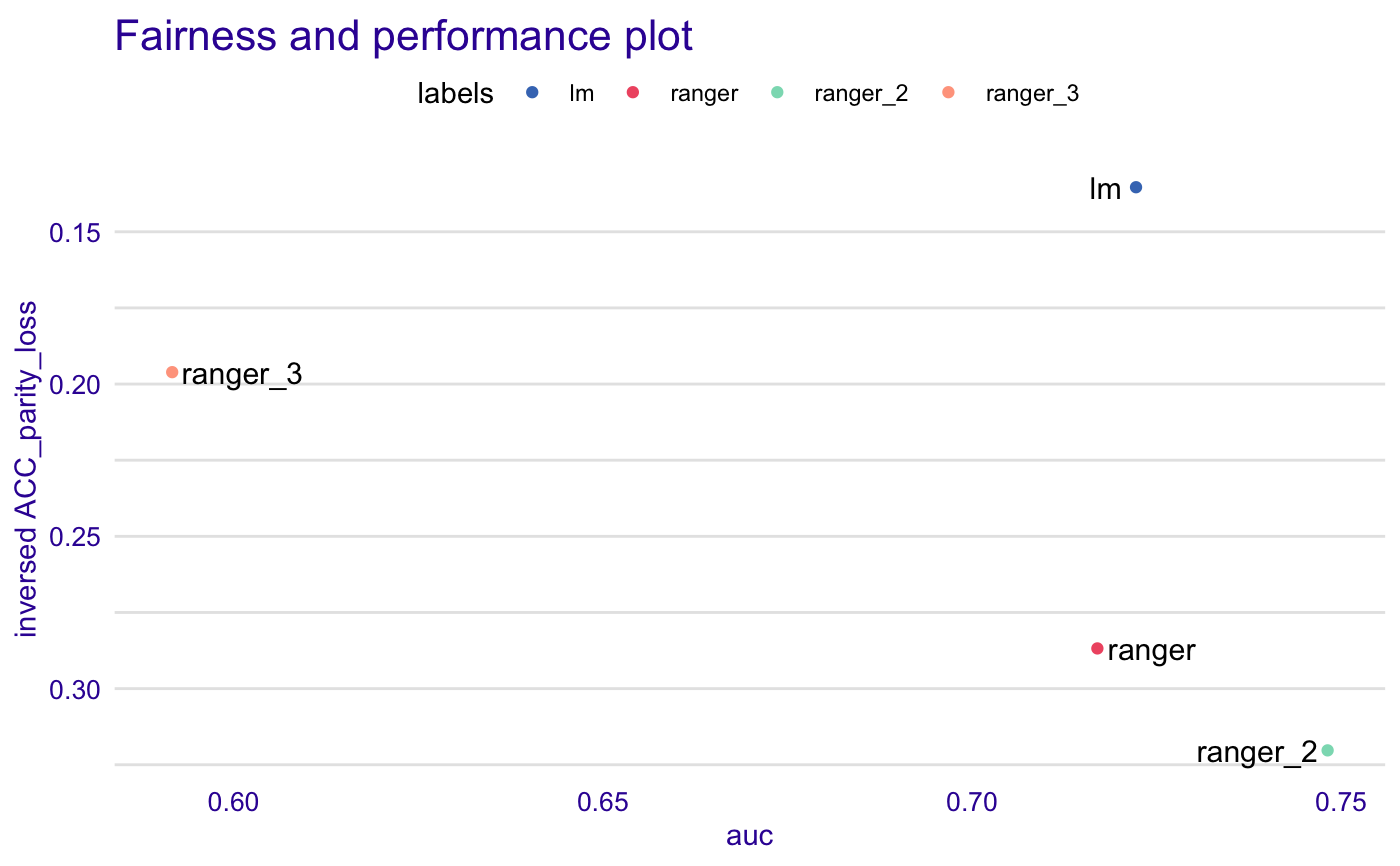 Fairness and performance plot
labels lm ranger ranger_2 ranger_3
lm
0.15
ranger_3
0.20
inversed ACC_parity_loss
0.25
ranger
0.30
ranger_2
0.60 0.65 0.70 0.75
auc